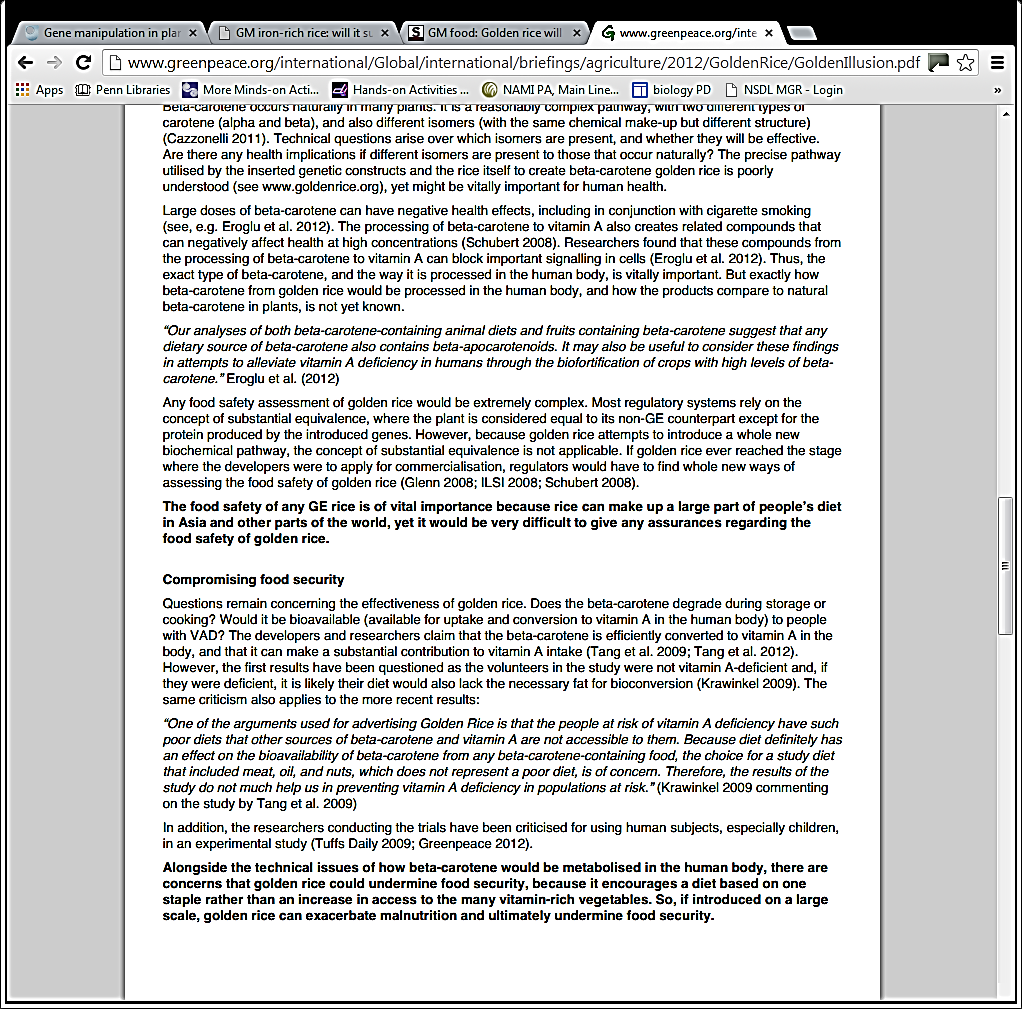 Gene manipulation in plan
GM iron-rich rice: will it su
GM food: Golden rice will
www.greenpeace.org/inte
www.greenpeace.org/international/Global/international/briefings/agriculture/2012/GoldenRice/GoldenIllusion.pdf
Apps Penn Libraries More Minds-on Acti... Hands-on Activities ... NAMI PA, Main Line... biology PD NSDL MGR - Login »
Beta-carotene occurs naturally in many plants. It is a reasonably complex pathway, with two different types of
carotene (alpha and beta), and also different isomers (with the same chemical make-up but different structure)
(Cazzonelli 2011). Technical questions arise over which isomers are present, and whether they will be effective.
Are there any health implications if different isomers are present to those that occur naturally? The precise pathway
utilised by the inserted genetic constructs and the rice itself to create beta-carotene golden rice is poorly
understood (see www.goldenrice.org), yet might be vitally important for human health.
Large doses of beta-carotene can have negative health effects, including in conjunction with cigarette smoking
(see, e.g. Eroglu et al. 2012). The processing of beta-carotene to vitamin A also creates related compounds that
can negatively affect health at high concentrations (Schubert 2008). Researchers found that these compounds from
the processing of beta-carotene to vitamin A can block important signalling in cells (Eroglu et al. 2012). Thus, the
exact type of beta-carotene, and the way it is processed in the human body, is vitally important. But exactly how
beta-carotene from golden rice would be processed in the human body, and how the products compare to natural
beta-carotene in plants, is not yet known.
“Our analyses of both beta-carotene-containing animal diets and fruits containing beta-carotene suggest that any
dietary source of beta-carotene also contains beta-apocarotenoids. It may also be useful to consider these findings
in attempts to alleviate vitamin A deficiency in humans through the biofortification of crops with high levels of beta-
carotene.” Eroglu et al. (2012)
Any food safety assessment of golden rice would be extremely complex. Most regulatory systems rely on the
concept of substantial equivalence, where the plant is considered equal to its non-GE counterpart except for the
protein produced by the introduced genes. However, because golden rice attempts to introduce a whole new
biochemical pathway, the concept of substantial equivalence is not applicable. If golden rice ever reached the stage
where the developers were to apply for commercialisation, regulators would have to find whole new ways of
assessing the food safety of golden rice (Glenn 2008; ILSI 2008; Schubert 2008).
The food safety of any GE rice is of vital importance because rice can make up a large part of people’s diet
in Asia and other parts of the world, yet it would be very difficult to give any assurances regarding the
food safety of golden rice.
Compromising food security
Questions remain concerning the effectiveness of golden rice. Does the beta-carotene degrade during storage or
cooking? Would it be bioavailable (available for uptake and conversion to vitamin A in the human body) to people
with VAD? The developers and researchers claim that the beta-carotene is efficiently converted to vitamin A in the
body, and that it can make a substantial contribution to vitamin A intake (Tang et al. 2009; Tang et al. 2012).
However, the first results have been questioned as the volunteers in the study were not vitamin A-deficient and, if
they were deficient, it is likely their diet would also lack the necessary fat for bioconversion (Krawinkel 2009). The
same criticism also applies to the more recent results:
“One of the arguments used for advertising Golden Rice is that the people at risk of vitamin A deficiency have such
poor diets that other sources of beta-carotene and vitamin A are not accessible to them. Because diet definitely has
an effect on the bioavailability of beta-carotene from any beta-carotene-containing food, the choice for a study diet
that included meat, oil, and nuts, which does not represent a poor diet, is of concern. Therefore, the results of the
study do not much help us in preventing vitamin A deficiency in populations at risk.” (Krawinkel 2009 commenting
on the study by Tang et al. 2009)
In addition, the researchers conducting the trials have been criticised for using human subjects, especially children,
in an experimental study (Tuffs Daily 2009; Greenpeace 2012).
Alongside the technical issues of how beta-carotene would be metabolised in the human body, there are
concerns that golden rice could undermine food security, because it encourages a diet based on one
staple rather than an increase in access to the many vitamin-rich vegetables. So, if introduced on a large
scale, golden rice can exacerbate malnutrition and ultimately undermine food security.